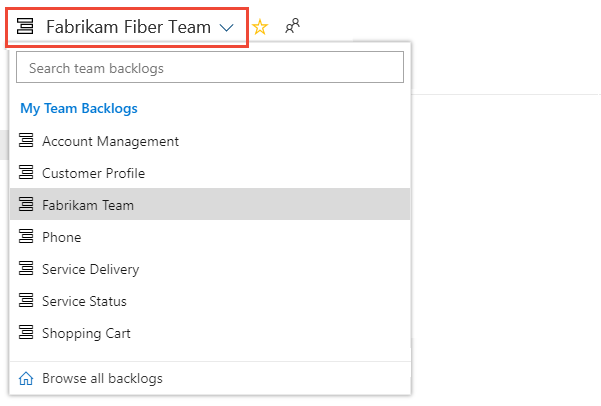 Fabrikam Fiber Team
Search team backlogs
My Team Backlogs
Account Management
Customer Profile
Fabrikam Team
Phone
Service Delivery
Service Status
Shopping Cart
Browse all backlogs